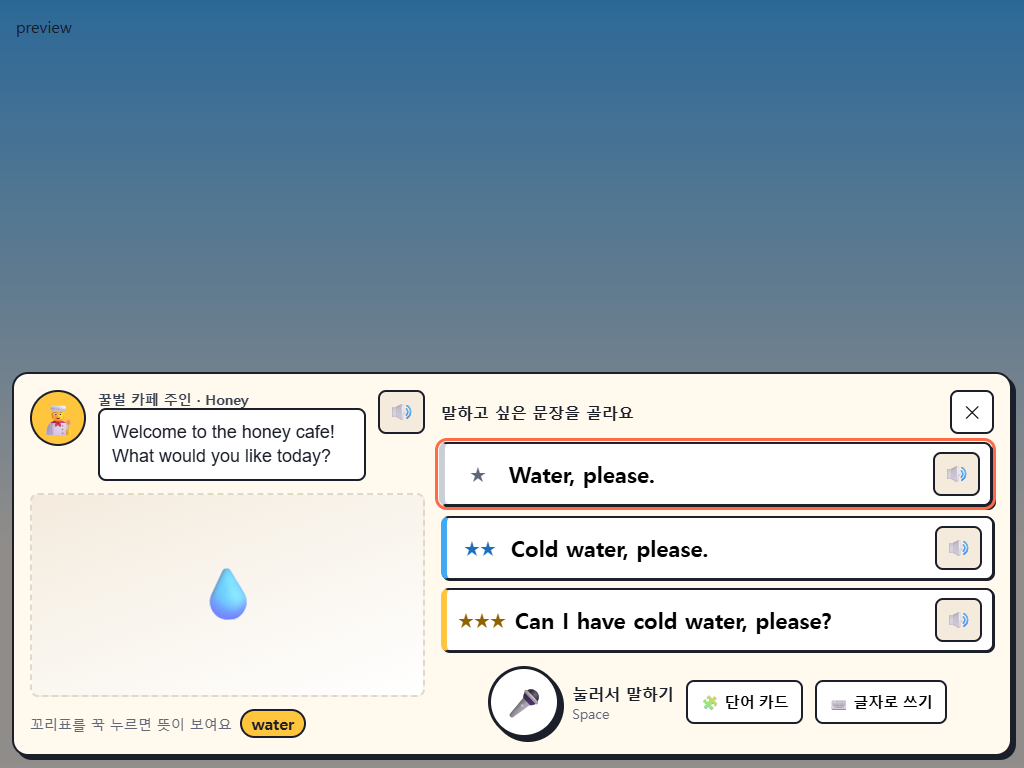 preview
꿀벌 카페 주인 · Honey
Welcome to the honey cafe!
What would you like today?
꼬리표를 꾹 누르면 뜻이 보여요
water
말하고 싶은 문장을 골라요
★ Water, please.
★★ Cold water, please.
★★★ Can I have cold water, please?
눌러서 말하기
Space
단어 카드
글자로 쓰기